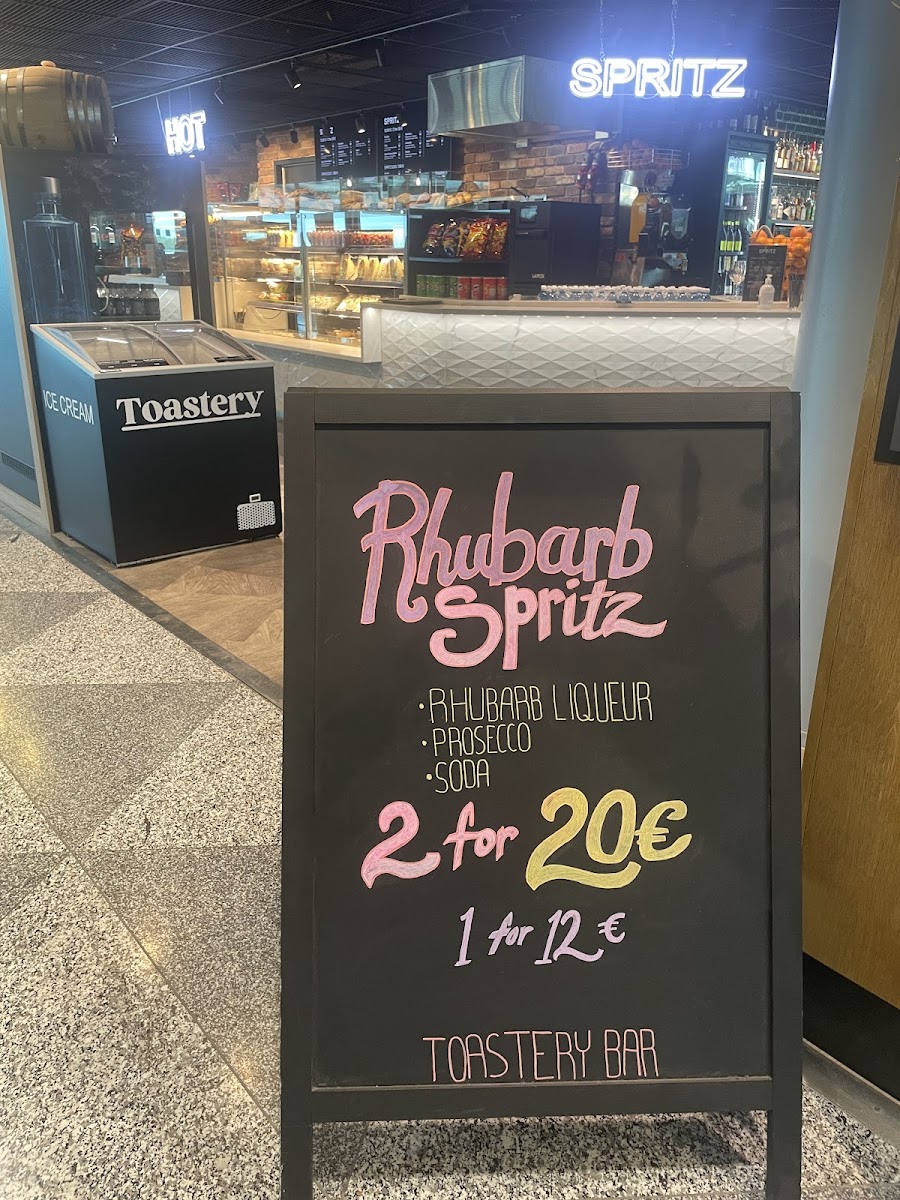 SPRITZ
HOT
SPRITZ
ICE CREAM
Toastery
Rhubarb
Spritz
• RHUBARB LIQUEUR
• PROSECCO
• SODA
2 for 20€
1 for 12€
TOASTERY BAR